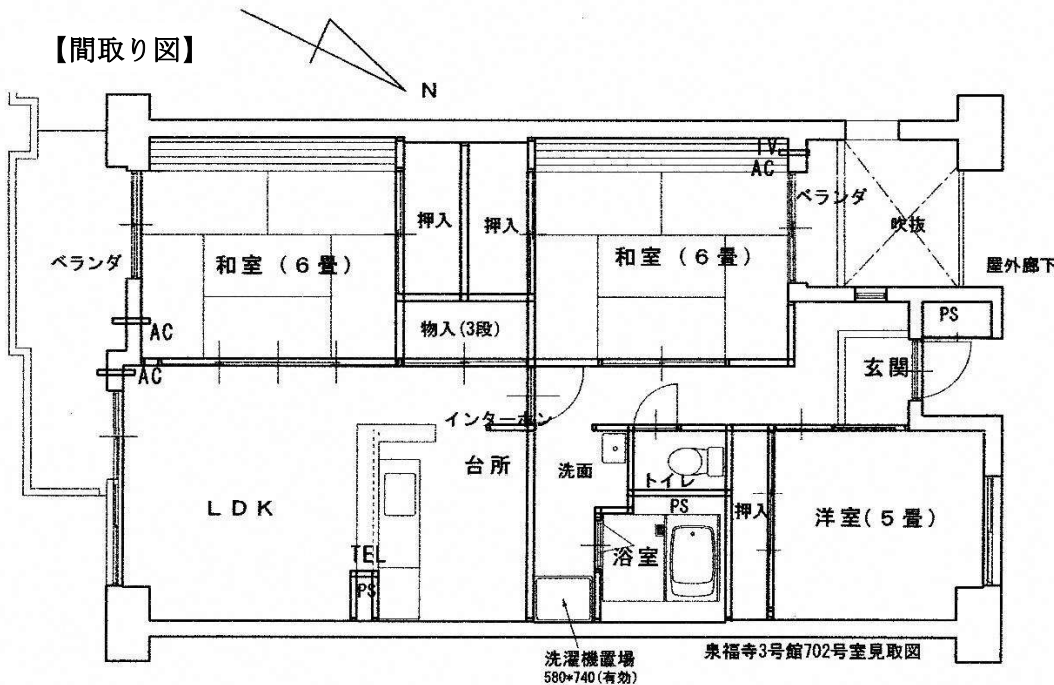 【間取り図】
N
TV
AC
ベランダ
吹抜
押入
押入
和室(6畳)
和室(6畳)
ベランダ
屋外廊下
物入(3段)
PS
AC
AC
玄関
インターホン
台所
洗面
トイレ
LDK
PS
押入
洋室(5畳)
TEL
浴室
PS
洗濯機置場
580*740(有効)
泉福寺3号館702号室見取図